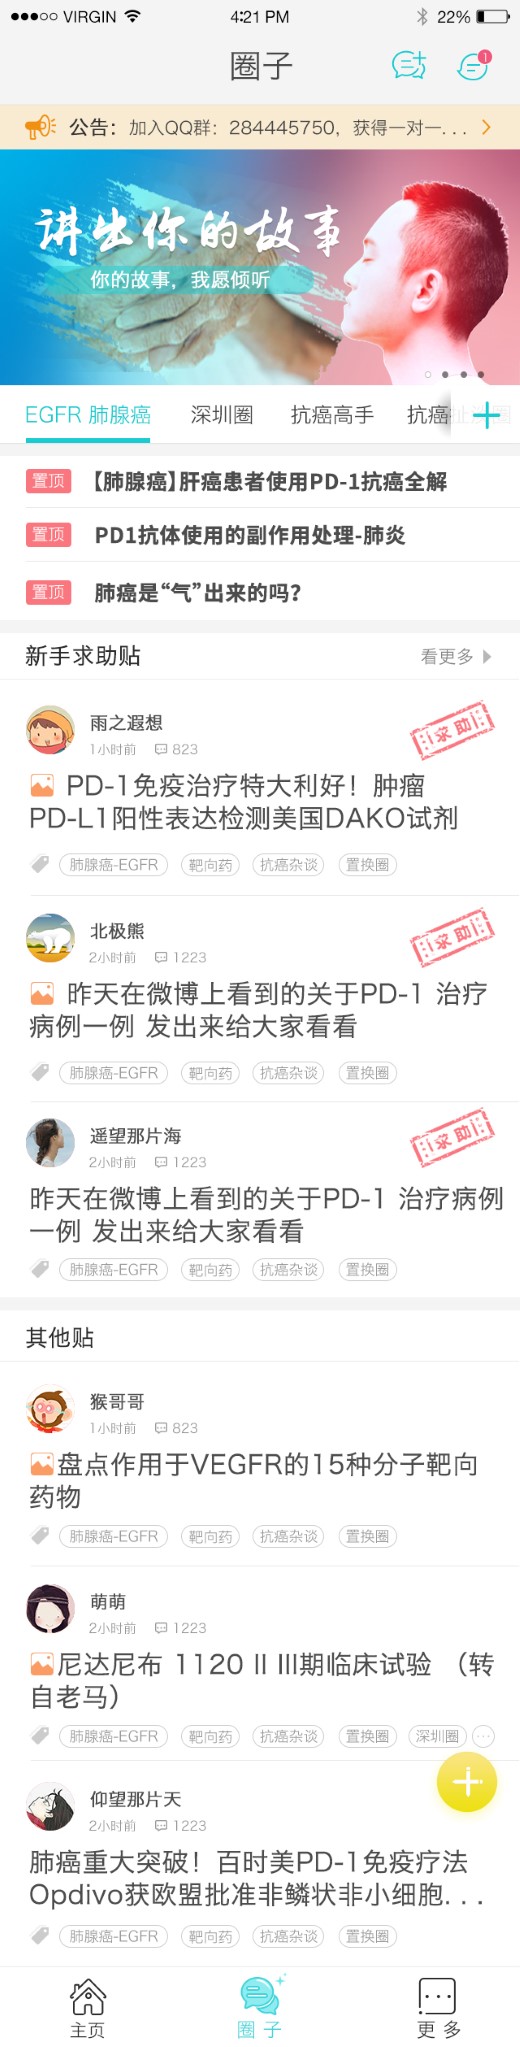 VIRGIN 4:21 PM 22%
圈子
1
公告：加入QQ群：284445750，获得一对一...
讲出你的故事
你的故事，我愿倾听
EGFR 肺腺癌 深圳圈 抗癌高手 抗癌
置顶 【肺腺癌】肝癌患者使用PD-1抗癌全解
置顶 PD1抗体使用的副作用处理-肺炎
置顶 肺癌是“气”出来的吗？
新手求助贴 看更多
雨之遐想
1小时前 823
求助
PD-1免疫治疗特大利好！肿瘤
PD-L1阳性表达检测美国DAKO试剂
肺腺癌-EGFR 靶向药 抗癌杂谈 置换圈
北极熊
2小时前 1223
求助
昨天在微博上看到的关于PD-1 治疗
病例一例 发出来给大家看看
肺腺癌-EGFR 靶向药 抗癌杂谈 置换圈
遥望那片海
2小时前 1223
求助
昨天在微博上看到的关于PD-1 治疗病例
一例 发出来给大家看看
肺腺癌-EGFR 靶向药 抗癌杂谈 置换圈
其他贴
猴哥哥
1小时前 823
盘点作用于VEGFR的15种分子靶向
药物
肺腺癌-EGFR 靶向药 抗癌杂谈 置换圈
萌萌
2小时前 1223
尼达尼布 1120 II III期临床试验 （转
自老马）
肺腺癌-EGFR 靶向药 抗癌杂谈 置换圈 深圳圈 ...
仰望那片天
2小时前 1223
肺癌重大突破！百时美PD-1免疫疗法
Opdivo获欧盟批准非鳞状非小细胞...
肺腺癌-EGFR 靶向药 抗癌杂谈 置换圈
主页 圈子 更多